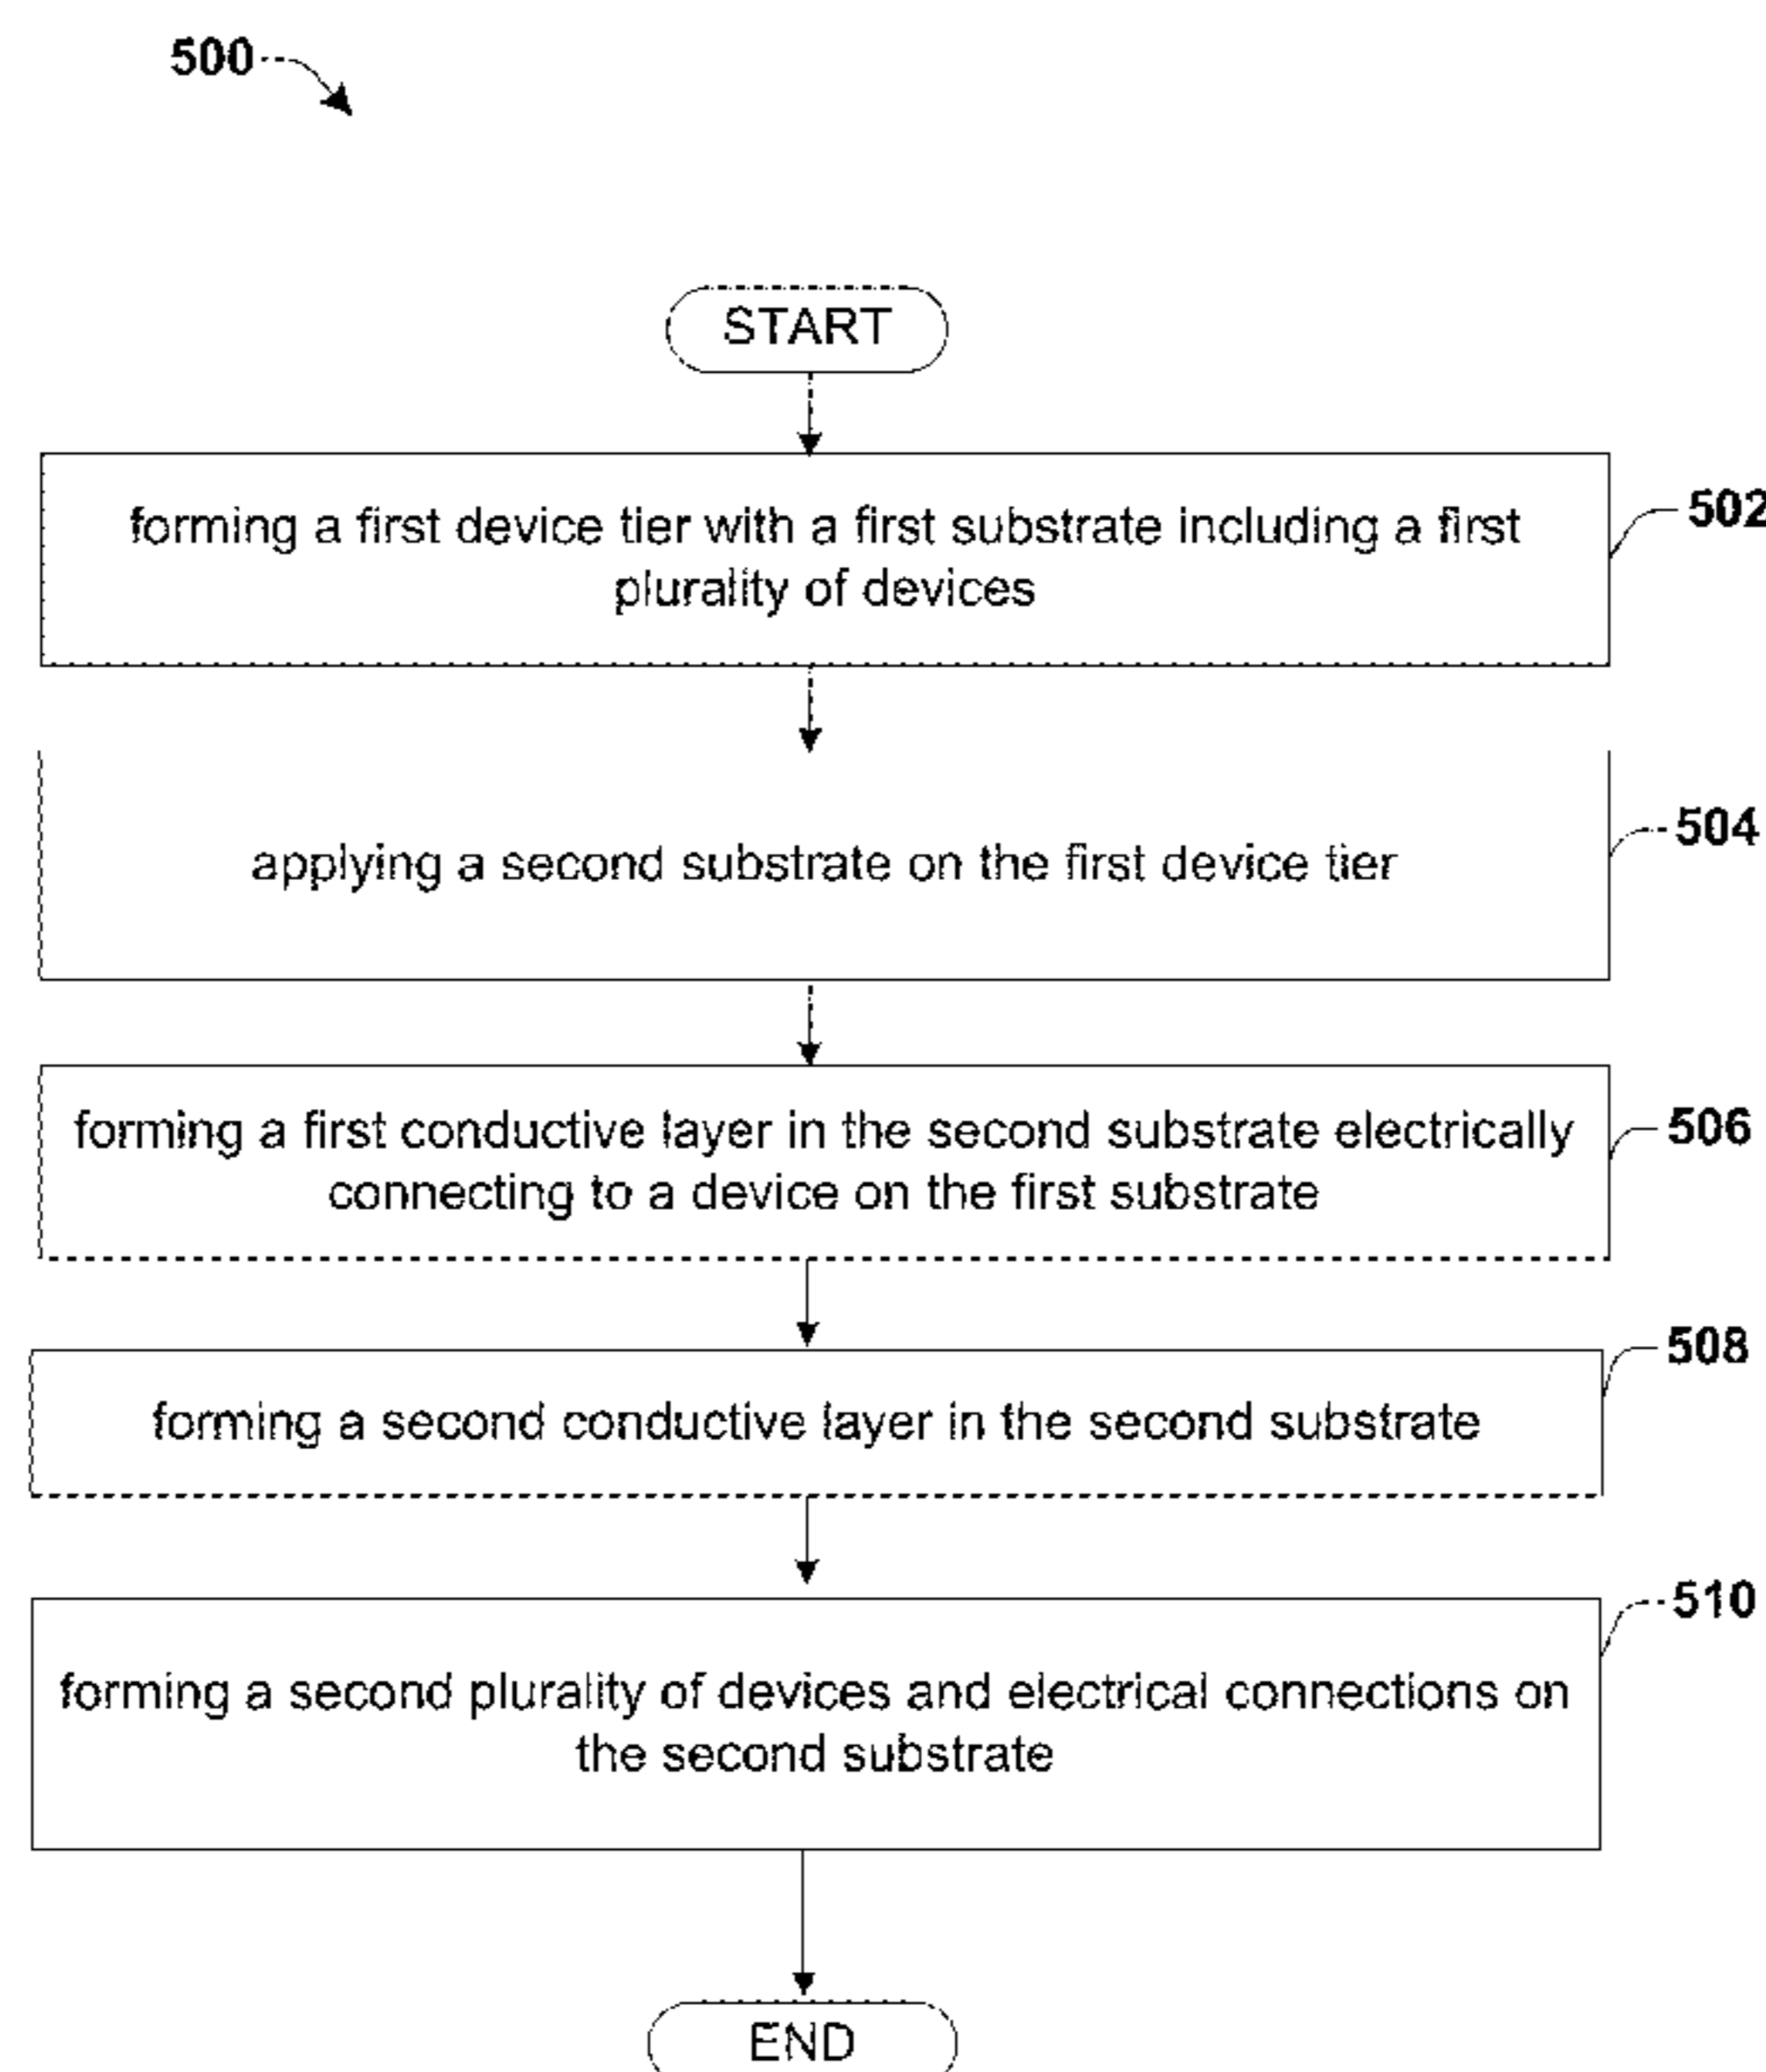 500
START
forming a first device tier with a first substrate including a first
plurality of devices
502
applying a second substrate on the first device tier
504
forming a first conductive layer in the second substrate electrically
connecting to a device on the first substrate
506
forming a second conductive layer in the second substrate
508
forming a second plurality of devices and electrical connections on
the second substrate
510
END